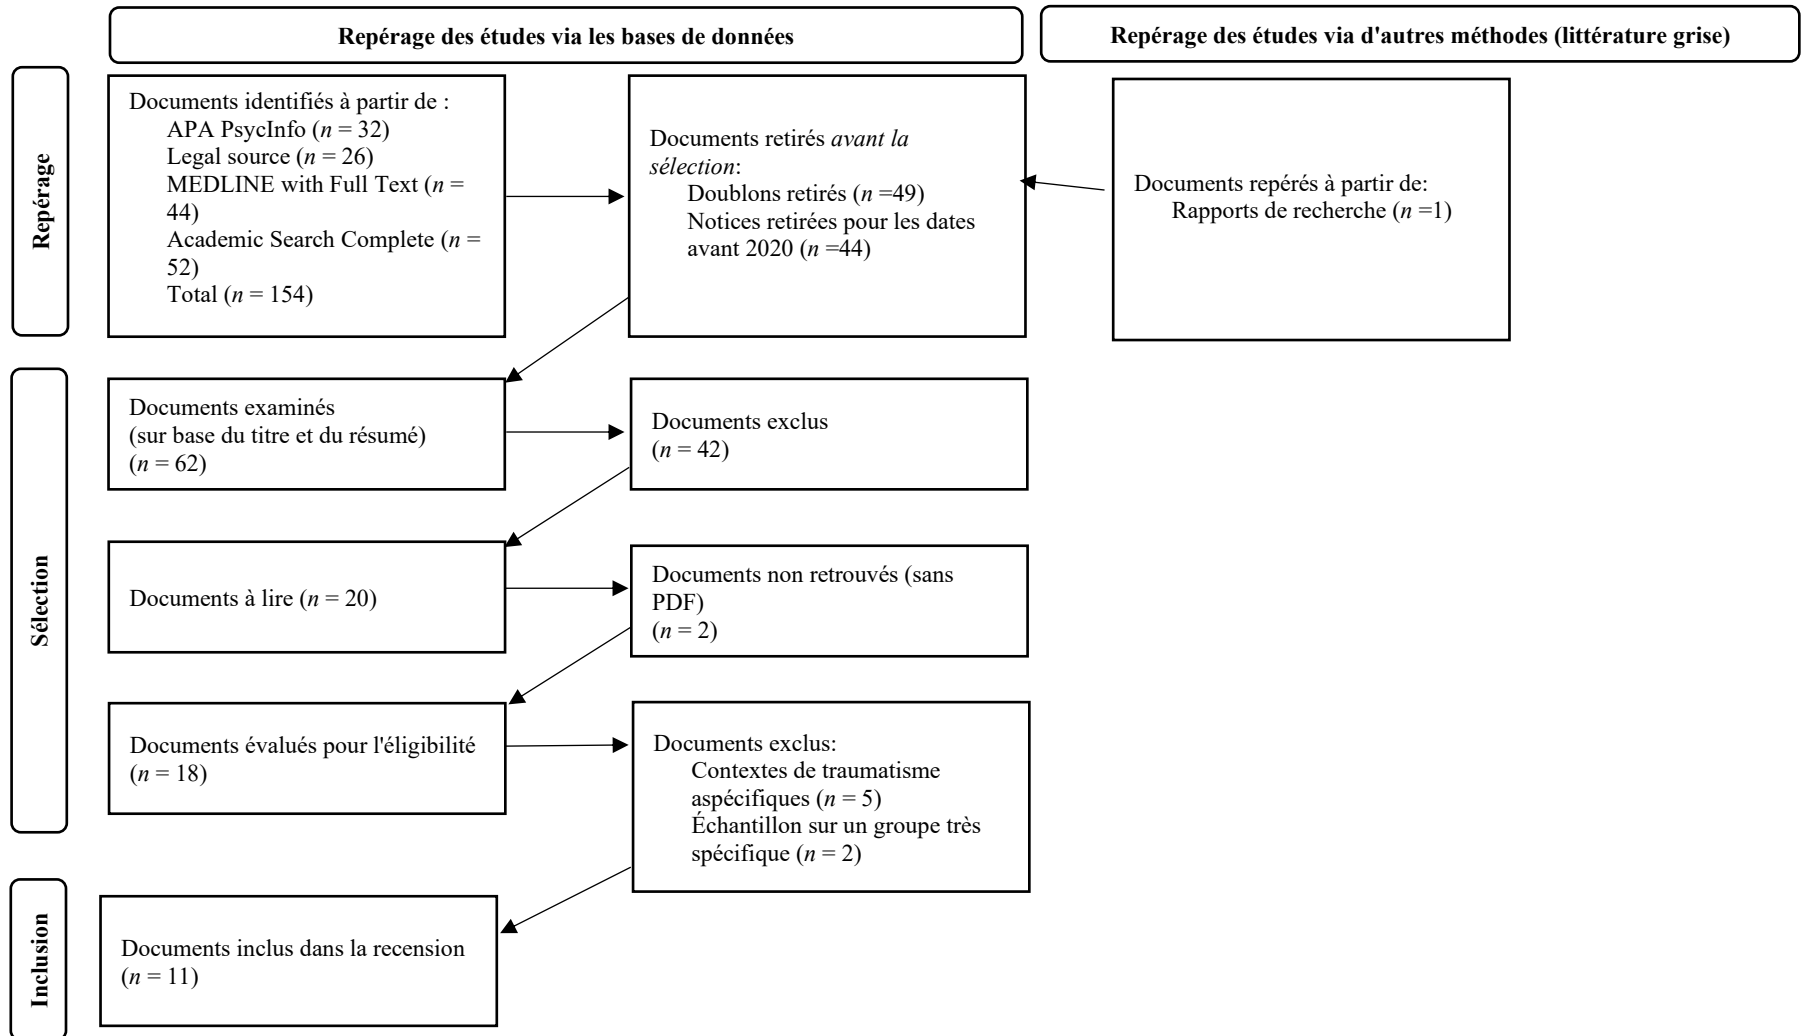 Repérage des études via les bases de données
Repérage des études via d'autres méthodes (littérature grise)
Repérage
Documents identifiés à partir de :
APA PsycInfo (n = 32)
Legal source (n = 26)
MEDLINE with Full Text (n =
44)
Academic Search Complete (n =
52)
Total (n = 154)
Documents retirés avant la
sélection:
Doublons retirés (n =49)
Notices retirées pour les dates
avant 2020 (n =44)
Documents repérés à partir de:
Rapports de recherche (n =1)
Sélection
Documents examinés
(sur base du titre et du résumé)
(n = 62)
Documents exclus
(n = 42)
Documents à lire (n = 20)
Documents non retrouvés (sans
PDF)
(n = 2)
Documents évalués pour l'éligibilité
(n = 18)
Documents exclus:
Contextes de traumatisme
aspécifiques (n = 5)
Échantillon sur un groupe très
spécifique (n = 2)
Inclusion
Documents inclus dans la recension
(n = 11)